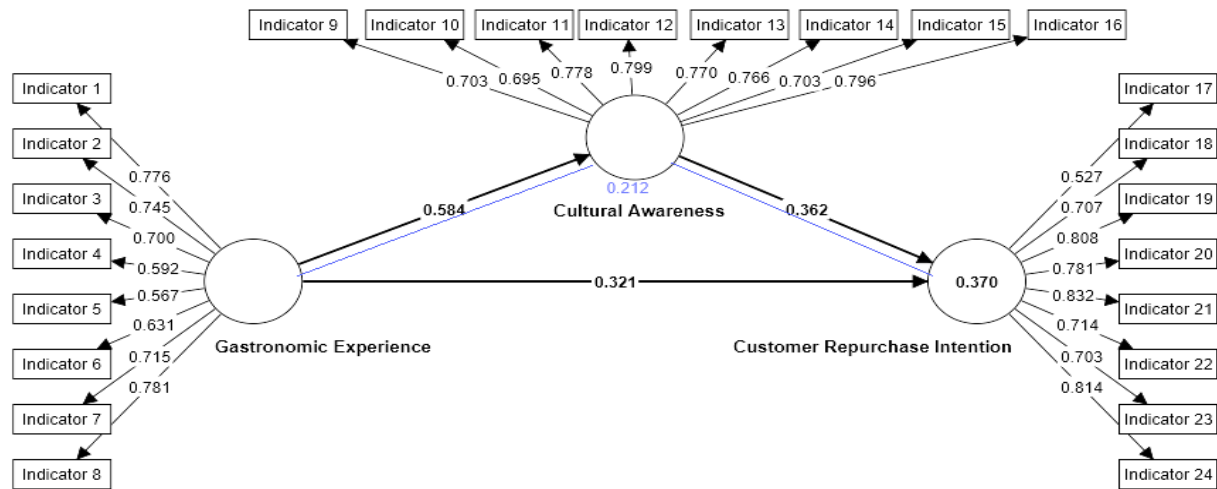 Indicator 9
Indicator 10
Indicator 11
Indicator 12
Indicator 13
Indicator 14
Indicator 15
Indicator 16
0.703
0.695
0.778
0.799
0.770
0.766
0.703
0.796
Indicator 1
Indicator 2
Indicator 3
Indicator 4
Indicator 5
Indicator 6
Indicator 7
Indicator 8
0.776
0.745
0.700
0.592
0.567
0.631
0.715
0.781
Gastronomic Experience
0.584
0.212
Cultural Awareness
0.362
0.321
0.370
Customer Repurchase Intention
0.527
0.707
0.808
0.781
0.832
0.714
0.703
0.814
Indicator 17
Indicator 18
Indicator 19
Indicator 20
Indicator 21
Indicator 22
Indicator 23
Indicator 24